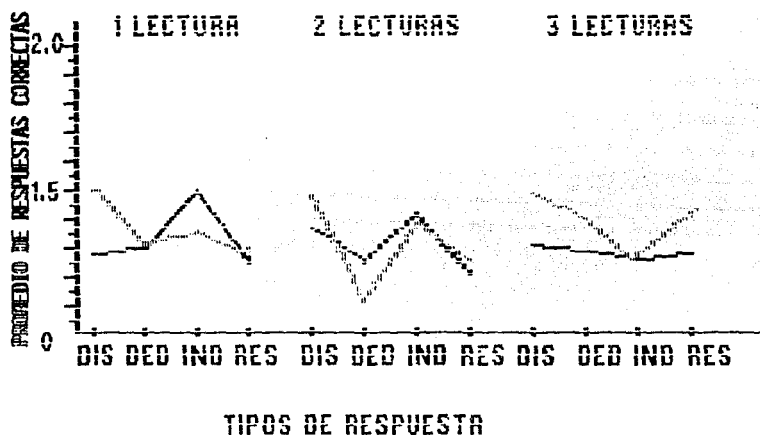 1 LECTURA 2 LECTURAS 3 LECTURAS
PROMEDIO DE RESPUESTAS CORRECTAS
2.0
1.5
0
DIS DED IND RES DIS DED IND RES DIS DED IND RES
TIPOS DE RESPUESTA